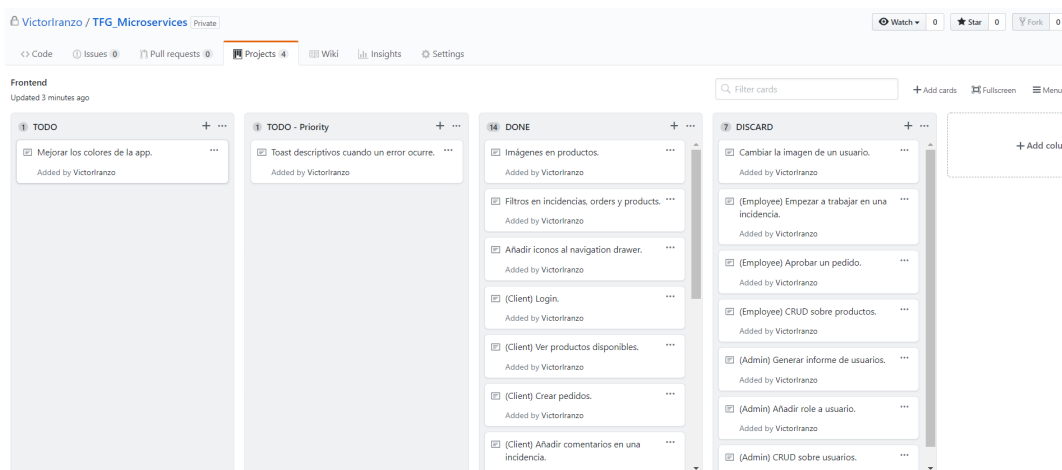 VictorIranzo / TFG_Microservices Private
Watch 0 Star 0 Fork 0
Code Issues 0 Pull requests 0 Projects 4 Wiki Insights Settings
Frontend
Updated 3 minutes ago
Filter cards
+ Add cards Fullscreen Menu
1 TODO
Mejorar los colores de la app.
Added by VictorIranzo
1 TODO - Priority
Toast descriptivos cuando un error ocurre.
Added by VictorIranzo
14 DONE
Imágenes en productos.
Added by VictorIranzo
Filtros en incidencias, orders y products.
Added by VictorIranzo
Añadir iconos al navigation drawer.
Added by VictorIranzo
(Client) Login.
Added by VictorIranzo
(Client) Ver productos disponibles.
Added by VictorIranzo
(Client) Crear pedidos.
Added by VictorIranzo
(Client) Añadir comentarios en una
incidencia.
7 DISCARD
Cambiar la imagen de un usuario.
Added by VictorIranzo
(Employee) Empezar a trabajar en una
incidencia.
Added by VictorIranzo
(Employee) Aprobar un pedido.
Added by VictorIranzo
(Employee) CRUD sobre productos.
Added by VictorIranzo
(Admin) Generar informe de usuarios.
Added by VictorIranzo
(Admin) Añadir role a usuario.
Added by VictorIranzo
(Admin) CRUD sobre usuarios.
+ Add colu